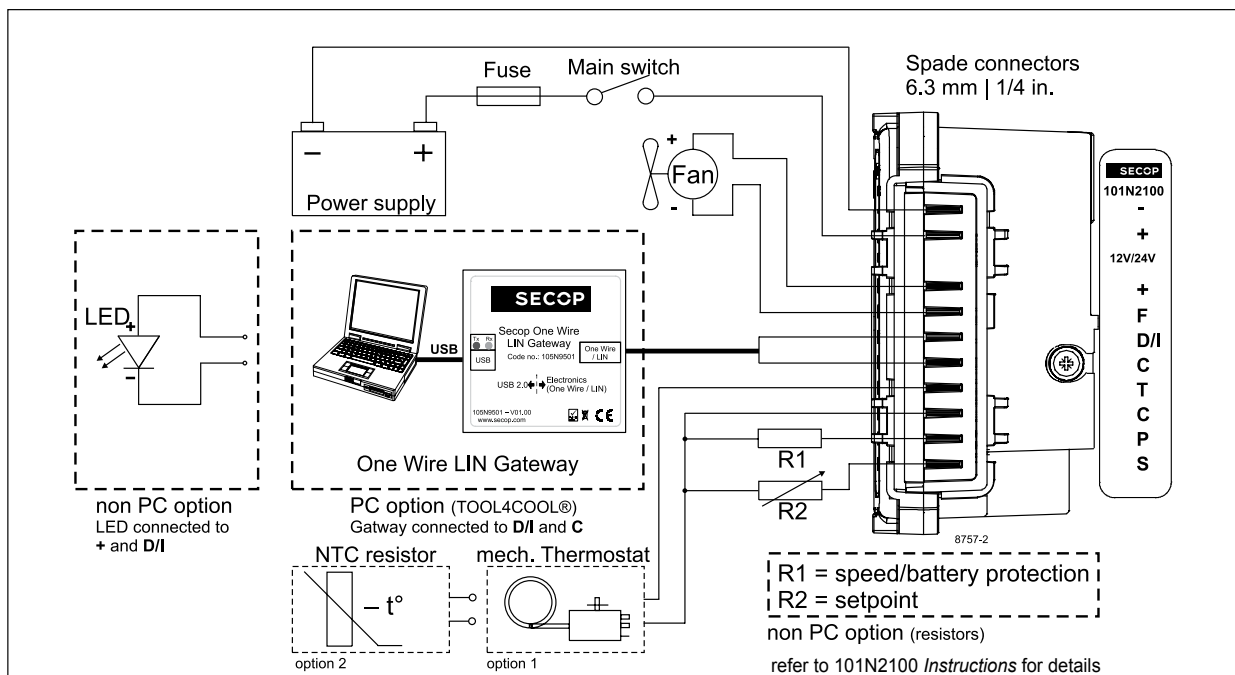 Fuse
Main switch
Spade connectors
6.3 mm | 1/4 in.
− +
Power supply
+
Fan
-
SECOP
101N2100
-
+
12V/24V
+
F
D/I
C
T
C
P
S
LED
+
−
non PC option
LED connected to
+ and D/I
USB
SECOP
Secop One Wire
LIN Gateway
Code no.: 105N9501
Tx Rx
USB
One Wire
/ LIN
USB 2.0
Electronics
(One Wire / LIN)
105N9501 – V01.00
www.secop.com
CE
One Wire LIN Gateway
PC option (TOOL4COOL®)
Gatway connected to D/I and C
R1
R2
8757-2
NTC resistor
– t°
option 2
mech. Thermostat
option 1
R1 = speed/battery protection
R2 = setpoint
non PC option (resistors)
refer to 101N2100 Instructions for details